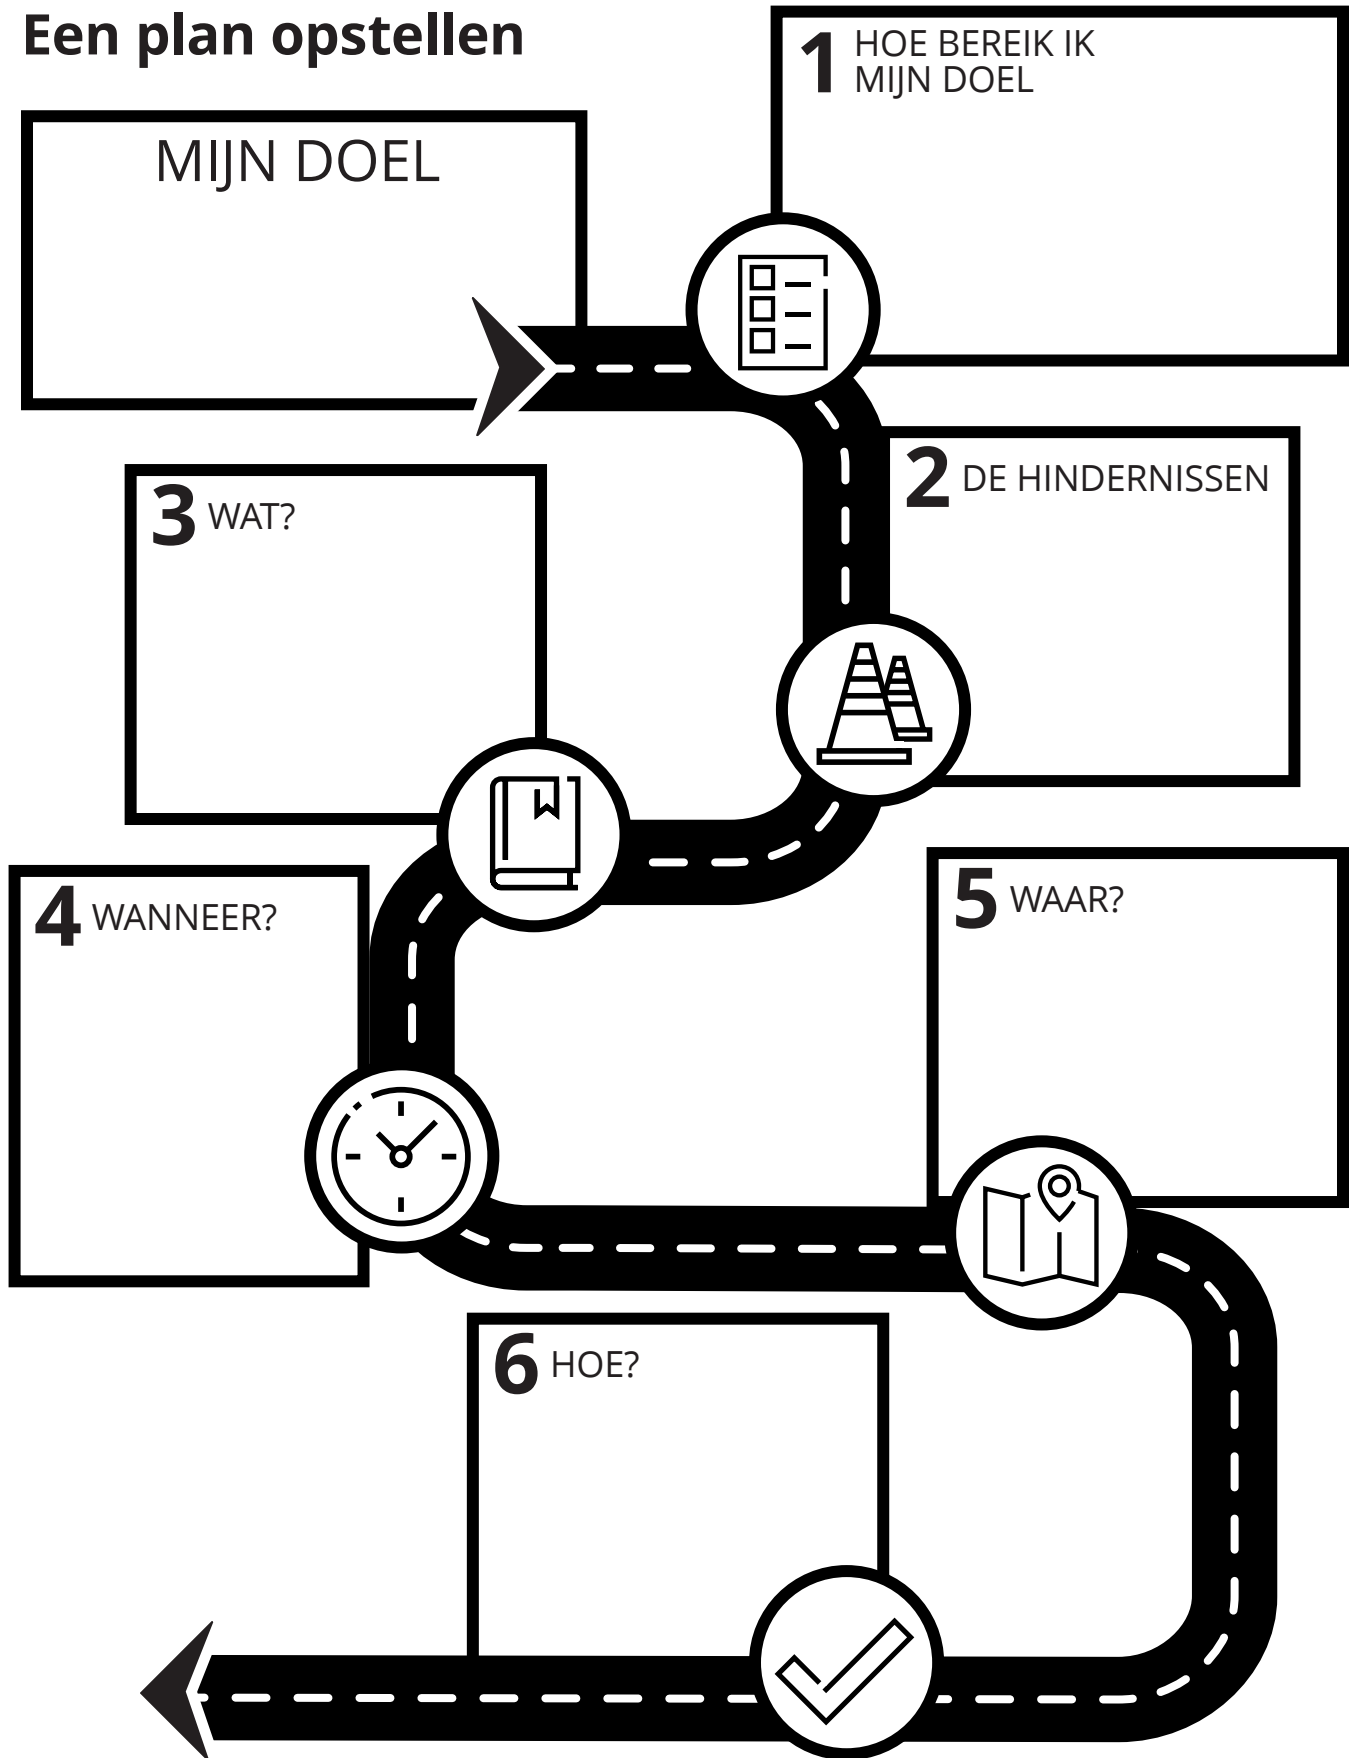 Een plan opstellen
MIJN DOEL
1 HOE BEREIK IK
MIJN DOEL
2 DE HINDERNISSEN
3 WAT?
4 WANNEER?
5 WAAR?
6 HOE?